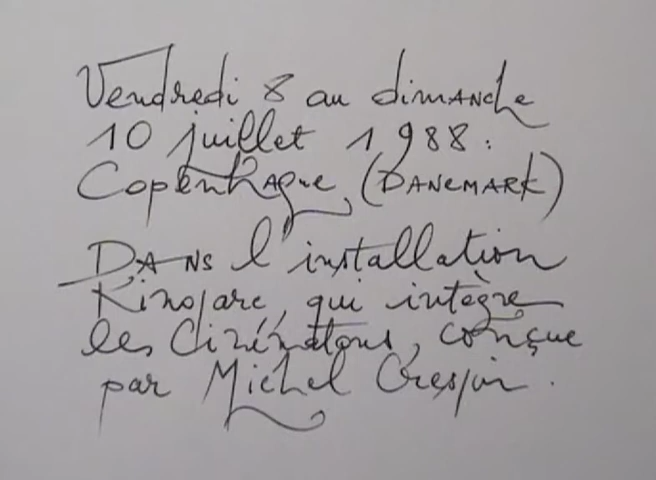 Vendredi 8 au dimanche
10 juillet 1988 :
Copenhague, (DANEMARK)
DANS l'installation
Kinoparc, qui intègre
les Cinématons, conçue
par Michel Crespin.